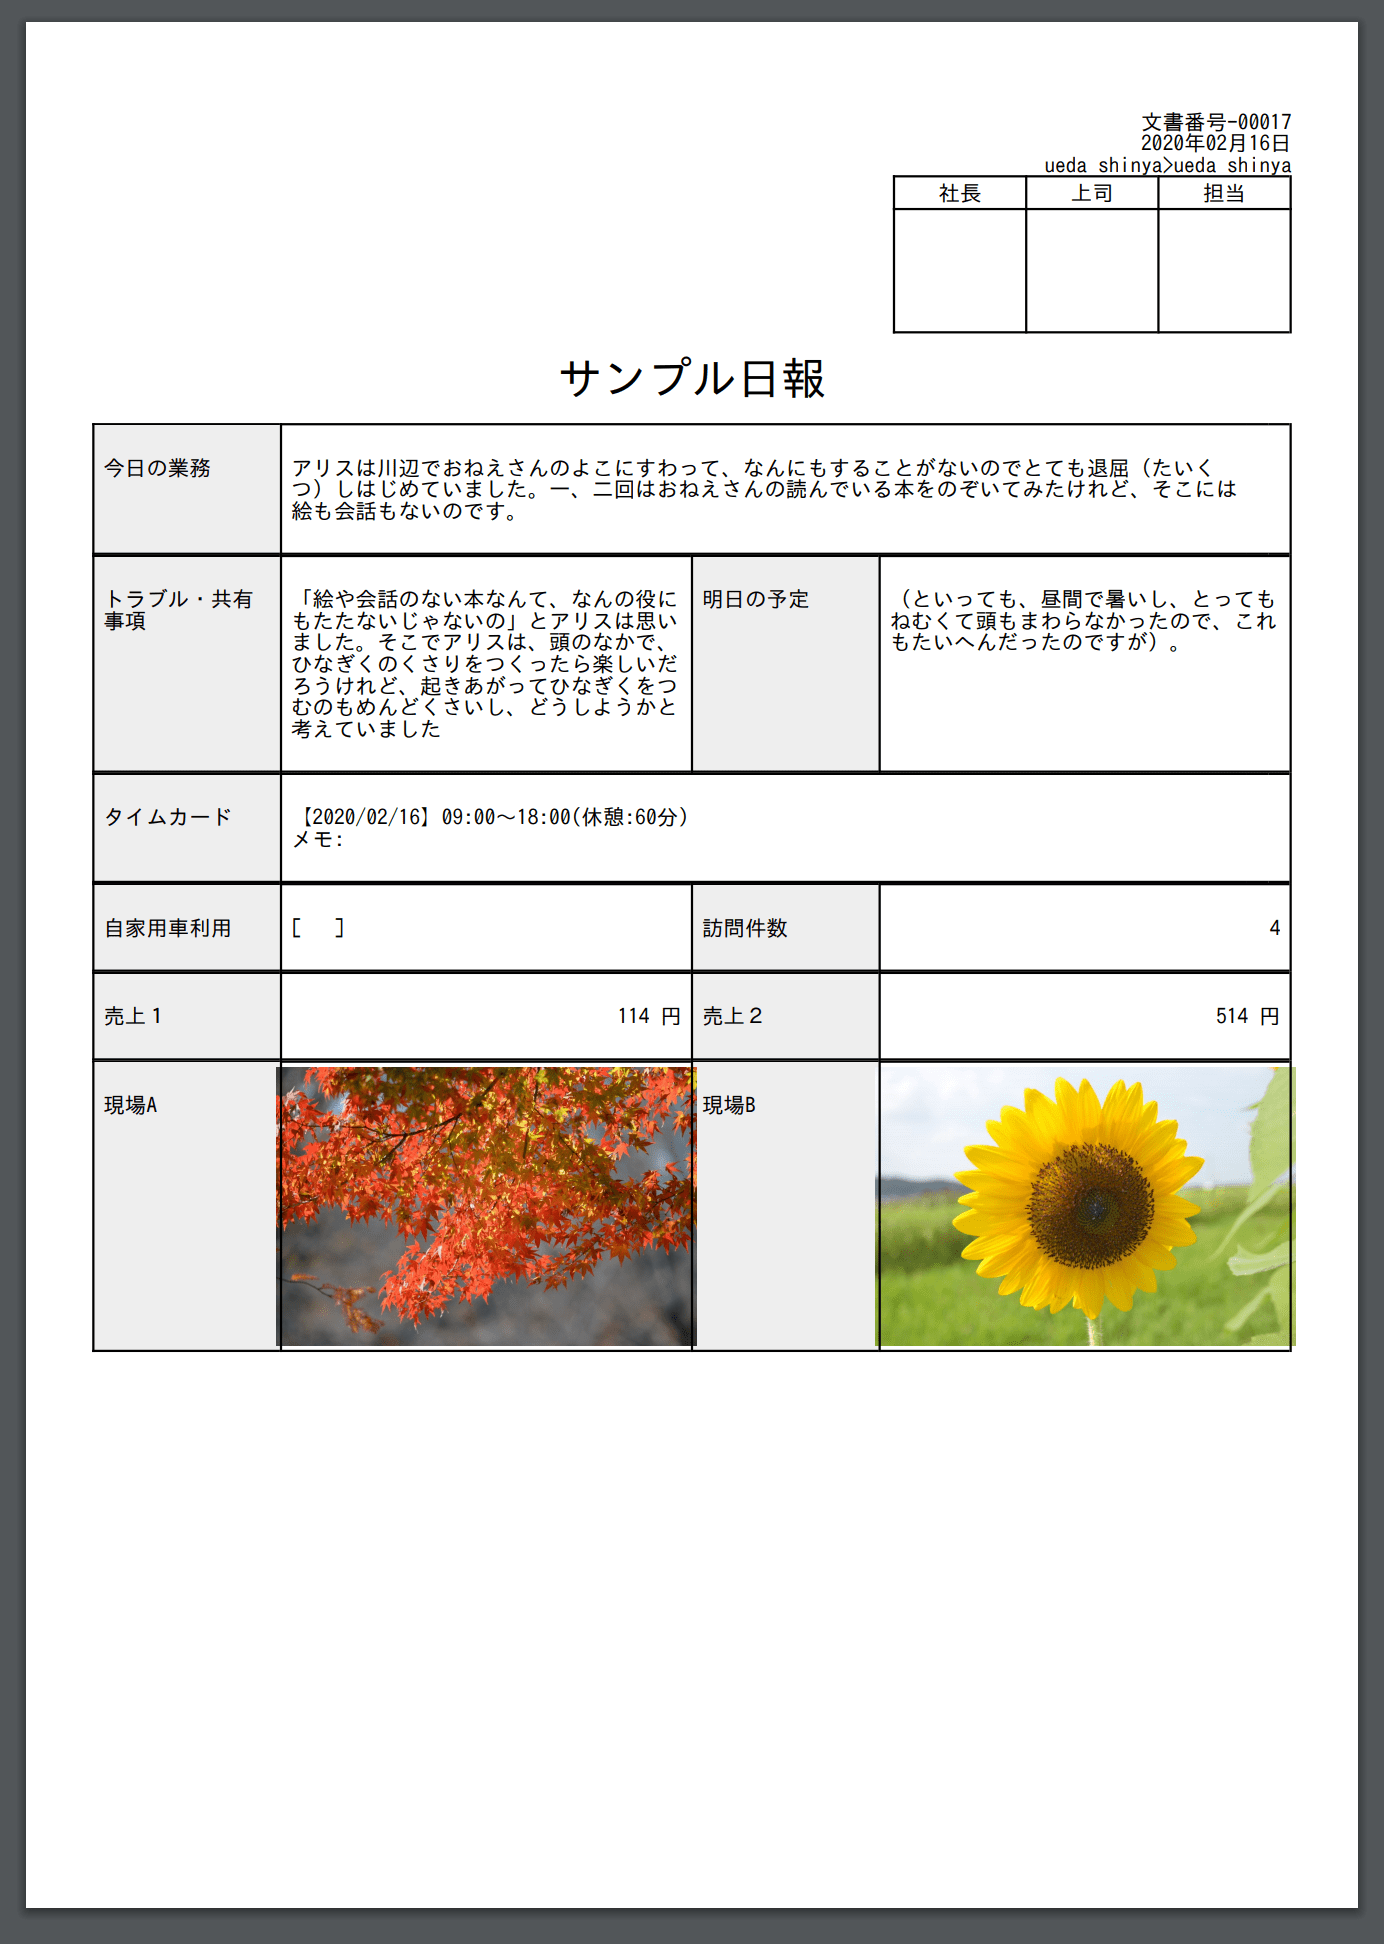 文書番号-00017
2020年02月16日
ueda shinya>ueda shinya
社長 上司 担当
サンプル日報
今日の業務
アリスは川辺でおねえさんのよこにすわって、なんにもすることがないのでとても退屈（たいく
つ）しはじめていました。一、二回はおねえさんの読んでいる本をのぞいてみたけれど、そこには
絵も会話もないのです。
トラブル・共有
事項
「絵や会話のない本なんて、なんの役に
もたたないじゃないの」とアリスは思い
ました。そこでアリスは、頭のなかで、
ひなぎくのくさりをつくったら楽しいだ
ろうけれど、起きあがってひなぎくをつ
むのもめんどくさいし、どうしようかと
考えていました
明日の予定
（といっても、昼間で暑いし、とっても
ねむくて頭もまわらなかったので、これ
もたいへんだったのですが）。
タイムカード
【2020/02/16】09:00～18:00(休憩:60分)
メモ:
自家用車利用
[ ]
訪問件数
4
売上１
114 円
売上２
514 円
現場A
現場B